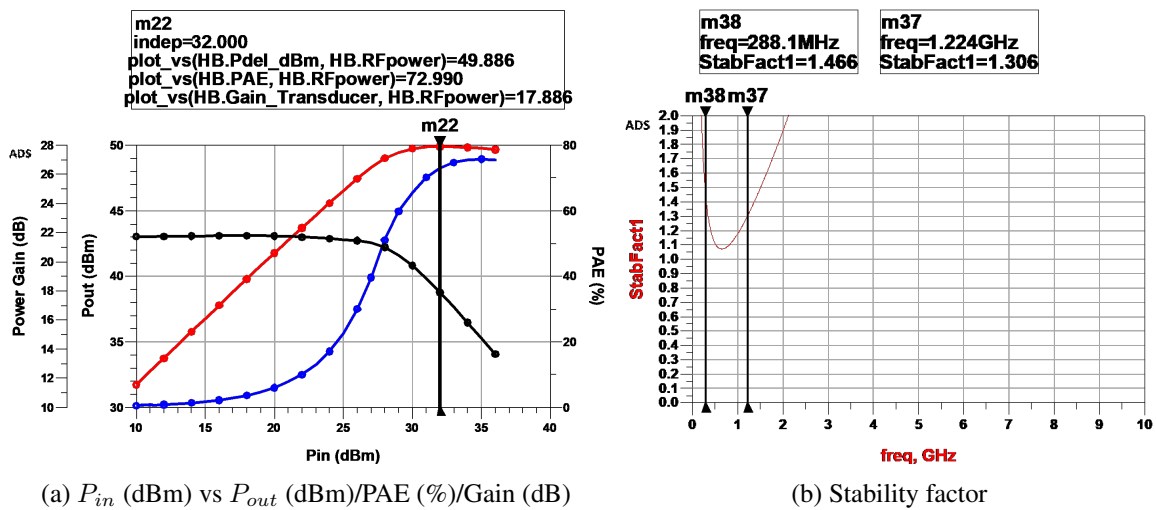 m22
indep=32.000
plot_vs(HB.Pdel_dBm, HB.RFpower)=49.886
plot_vs(HB.PAE, HB.RFpower)=72.990
plot_vs(HB.Gain_Transducer, HB.RFpower)=17.886
m22
ADS
28
26
24
22
20
18
16
14
12
10
Power Gain (dB)
50
45
40
35
30
Pout (dBm)
80
60
40
20
0
PAE (%)
10 15 20 25 30 35 40
Pin (dBm)
(a) P_in (dBm) vs P_out (dBm)/PAE (%)/Gain (dB)
m38
freq=288.1MHz
StabFact1=1.466
m37
freq=1.224GHz
StabFact1=1.306
m38 m37
ADS
2.0
1.9
1.8
1.7
1.6
1.5
1.4
1.3
1.2
1.1
1.0
0.9
0.8
0.7
0.6
0.5
0.4
0.3
0.2
0.1
0.0
StabFact1
0 1 2 3 4 5 6 7 8 9 10
freq, GHz
(b) Stability factor